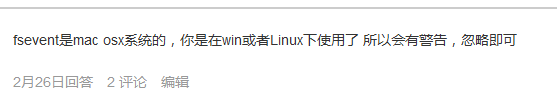 fsevent是mac osx系统的，你是在win或者Linux下使用了 所以会有警告，忽略即可
2月26日回答 2 评论 编辑